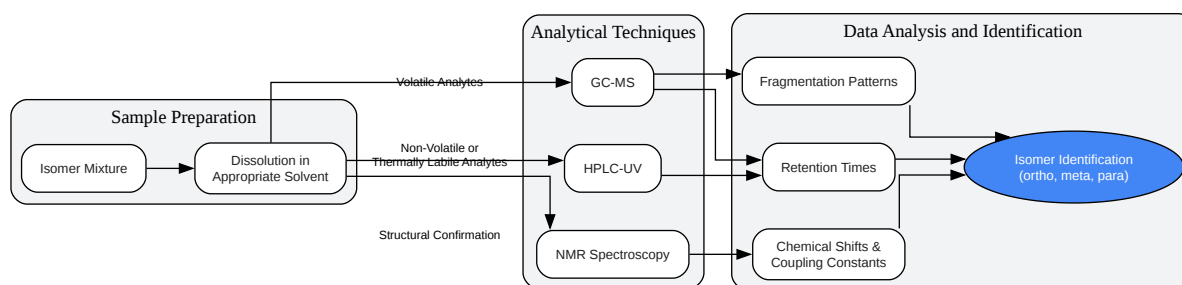 Sample Preparation
Isomer Mixture
Dissolution in
Appropriate Solvent
Volatile Analytes
Non-Volatile or
Thermally Labile Analytes
Structural Confirmation
Analytical Techniques
GC-MS
HPLC-UV
NMR Spectroscopy
Data Analysis and Identification
Fragmentation Patterns
Retention Times
Chemical Shifts &
Coupling Constants
Isomer Identification
(ortho, meta, para)